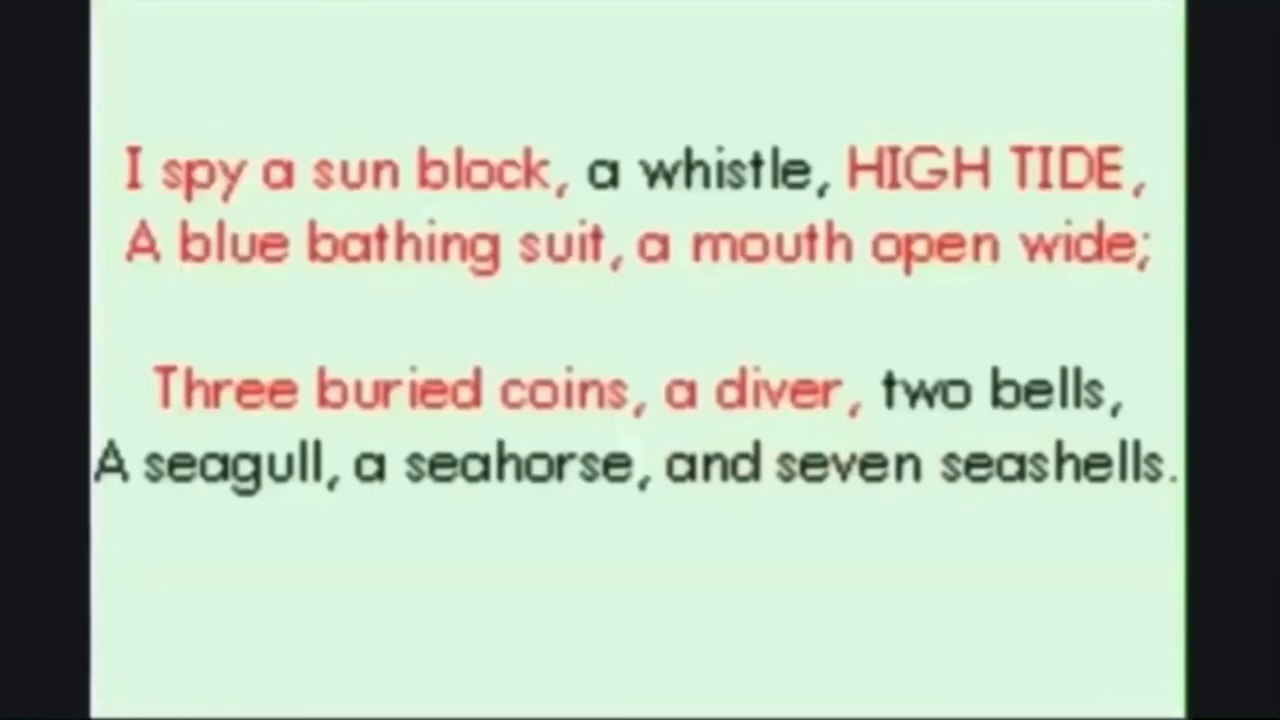 I spy a sun block, a whistle, HIGH TIDE,
A blue bathing suit, a mouth open wide;
Three buried coins, a diver, two bells,
A seagull, a seahorse, and seven seashells.